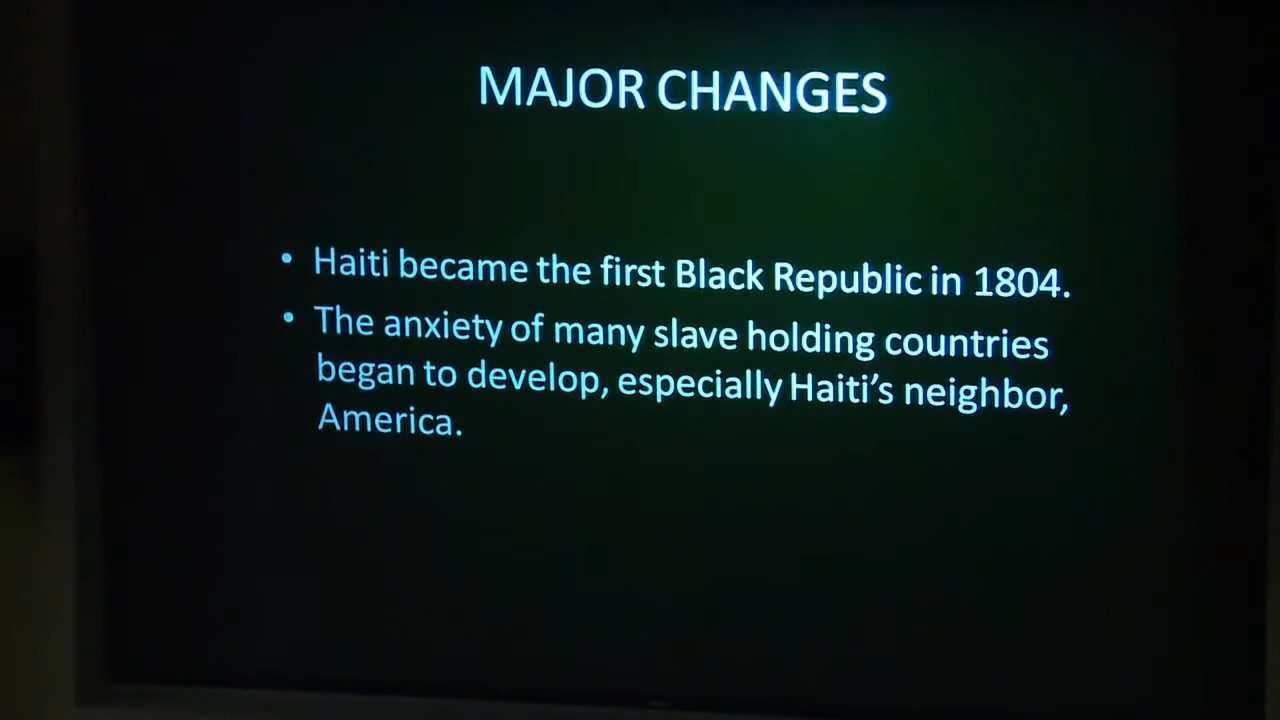 MAJOR CHANGES
• Haiti became the first Black Republic in 1804.
• The anxiety of many slave holding countries
began to develop, especially Haiti’s neighbor,
America.